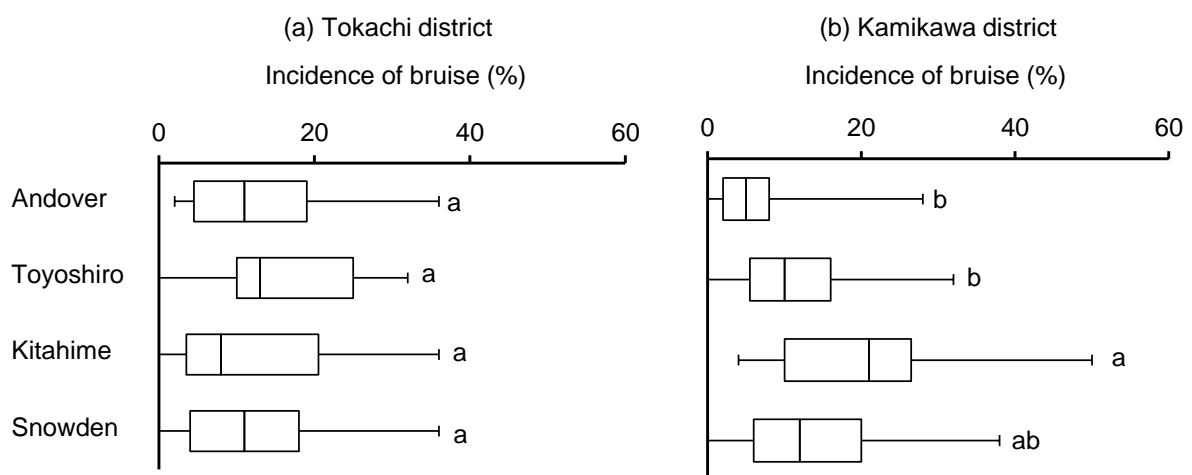 (a) Tokachi district
Incidence of bruise (%)
0 20 40 60
Andover a
Toyoshiro a
Kitahime a
Snowden a
(b) Kamikawa district
Incidence of bruise (%)
0 20 40 60
b
b
a
ab